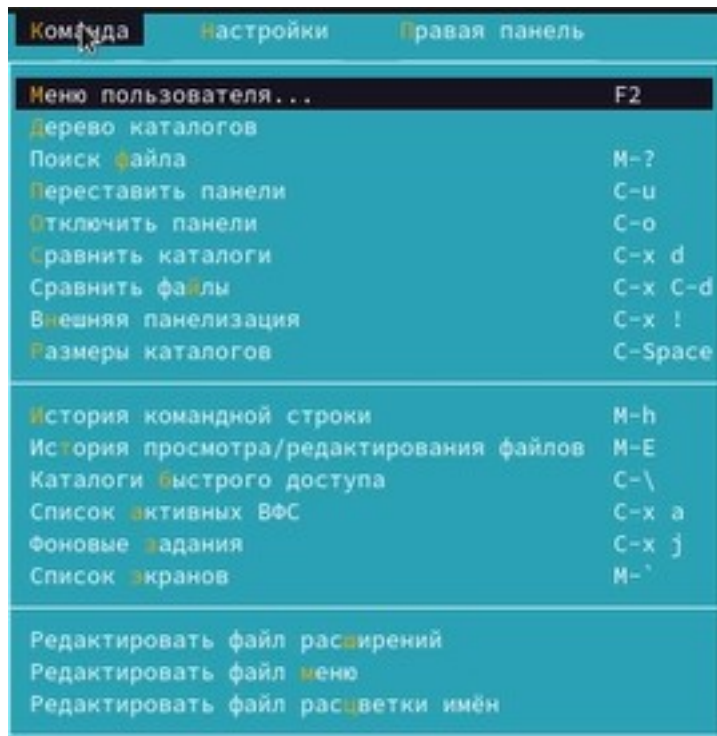 Команда Настройки Правая панель
Меню пользователя... F2
Дерево каталогов
Поиск файла M-?
Переставить панели C-u
Отключить панели C-o
Сравнить каталоги C-x d
Сравнить файлы C-x C-d
Внешняя панелизация C-x !
Размеры каталогов C-Space
История командной строки M-h
История просмотра/редактирования файлов M-E
Каталоги быстрого доступа C-\
Список активных ВФС C-x a
Фоновые задания C-x j
Список экранов M-`
Редактировать файл расширений
Редактировать файл меню
Редактировать файл расцветки имён